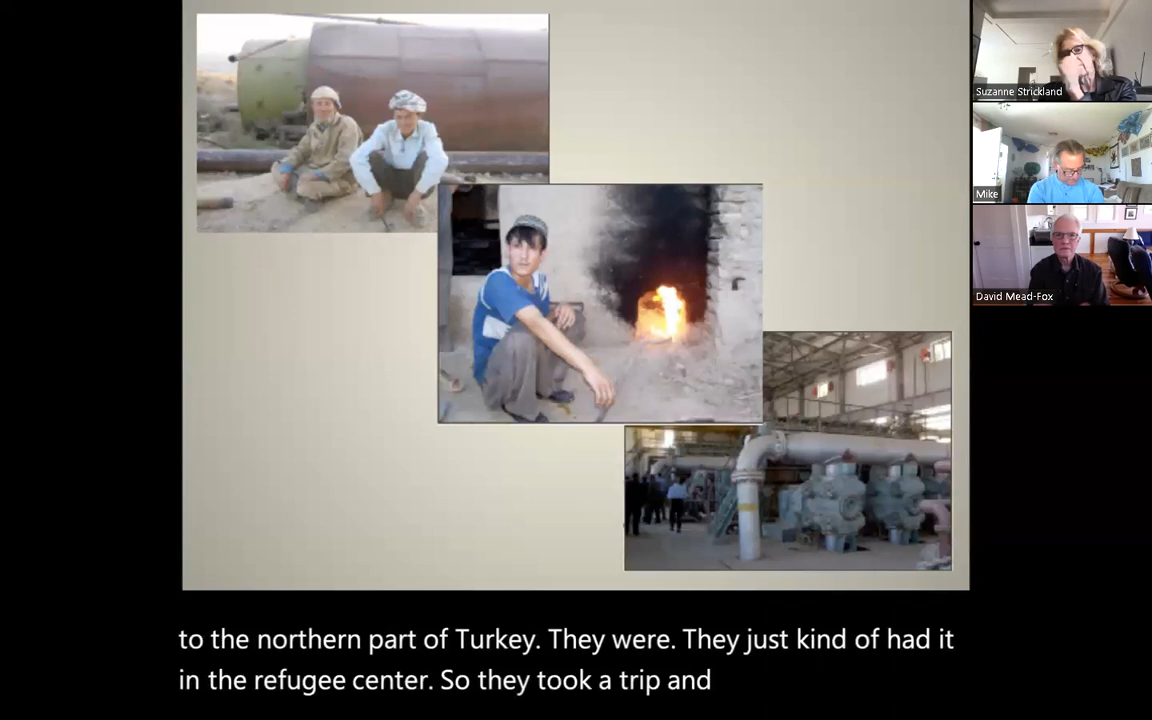 Suzanne Strickland
Mike
David Mead-Fox
to the northern part of Turkey. They were. They just kind of had it
in the refugee center. So they took a trip and